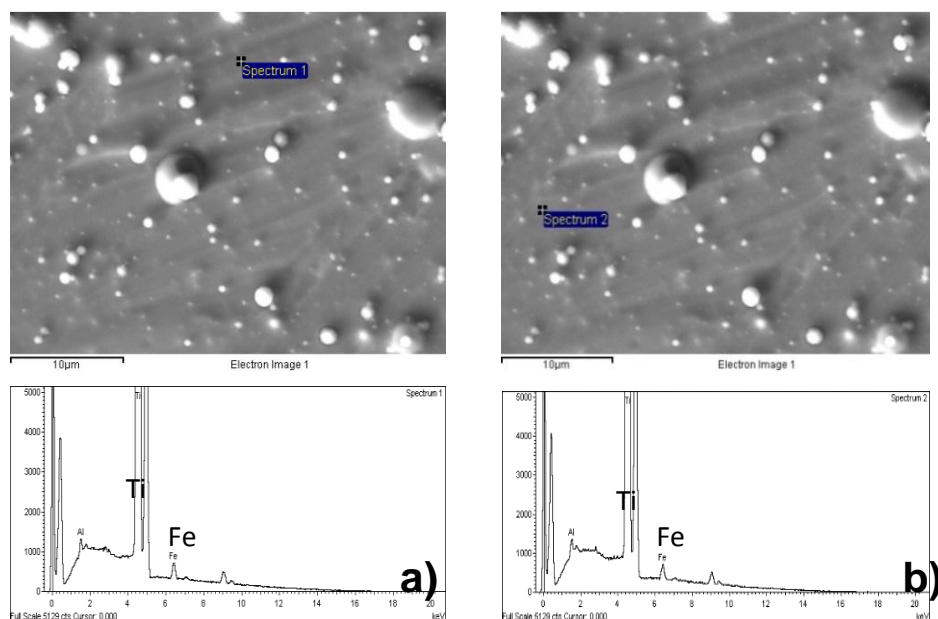 Spectrum 1
Spectrum 2
10µm Electron Image 1
10µm Electron Image 1
Spectrum 1
5000
4000
3000
2000
1000
0
Ti
Ti
Al
Fe
Fe
a)
0 2 4 6 8 10 12 14 16 18 20
Full Scale 5129 cts Cursor: 0.000 keV
Spectrum 2
5000
4000
3000
2000
1000
0
Ti
Ti
Al
Fe
Fe
b)
0 2 4 6 8 10 12 14 16 18 20
Full Scale 5129 cts Cursor: 0.000 keV